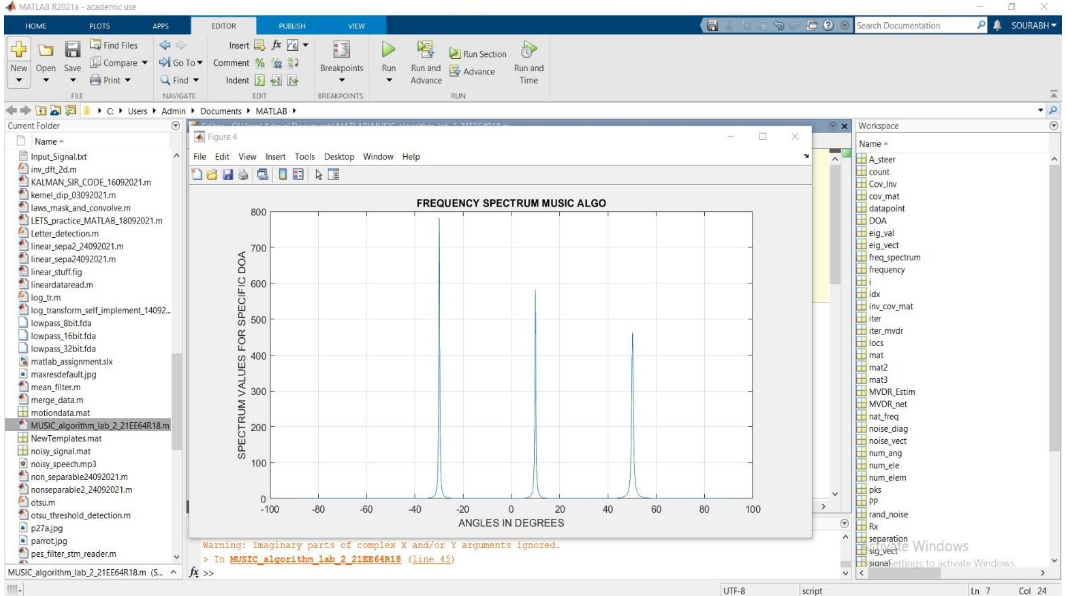 MATLAB R2021a - academic use
HOME PLOTS APPS EDITOR PUBLISH VIEW Search Documentation SOURABH
New Open Save Find Files Compare Print
FILE
Go To Find
NAVIGATE
Insert fx
Comment %
Indent
EDIT
Breakpoints
BREAKPOINTS
Run Run and Advance Run Section Advance Run and Time
RUN
C: Users Admin Documents MATLAB
Current Folder
Name
Input_Signal.txt
inv_dft_2d.m
KALMAN_SIR_CODE_16092021.m
kernel_dip_03092021.m
laws_mask_and_convolve.m
LETS_practice_MATLAB_18092021.m
Letter_detection.m
linear_sepa2_24092021.m
linear_sepa24092021.m
linear_stuff.fig
lineardataread.m
log_tr.m
log_transform_self_implement_14092...
lowpass_8bit.fda
lowpass_16bit.fda
lowpass_32bit.fda
matlab_assignment.slx
maxresdefault.jpg
mean_filter.m
merge_data.m
motiondata.mat
MUSIC_algorithm_lab_2_21EE64R18.m
NewTemplates.mat
noisy_signal.mat
noisy_speech.mp3
non_separable24092021.m
nonseparable2_24092021.m
otsu.m
otsu_threshold_detection.m
p27a.jpg
parrot.jpg
pes_filter_stm_reader.m
MUSIC_algorithm_lab_2_21EE64R18.m (S...
Figure 4
File Edit View Insert Tools Desktop Window Help
FREQUENCY SPECTRUM MUSIC ALGO
SPECTRUM VALUES FOR SPECIFIC DOA
800
700
600
500
400
300
200
100
0
-100 -80 -60 -40 -20 0 20 40 60 80 100
ANGLES IN DEGREES
Warning: Imaginary parts of complex X and/or Y arguments ignored.
> In MUSIC_algorithm_lab_2_21EE64R18 (line 45)
fx >>
Workspace
Name
A_steer
count
Cov_Inv
cov_mat
datapoint
DOA
eig_val
eig_vect
freq_spectrum
frequency
i
idx
inv_cov_mat
iter
iter_mvdr
locs
mat
mat2
mat3
MVDR_Estim
MVDR_net
nat_freq
noise_diag
noise_vect
num_ang
num_ele
num_elem
pks
PP
rand_noise
Rx
separation
sig_vect
signal
Activate Windows
Settings to activate Windows.
UTF-8 script Ln 7 Col 24